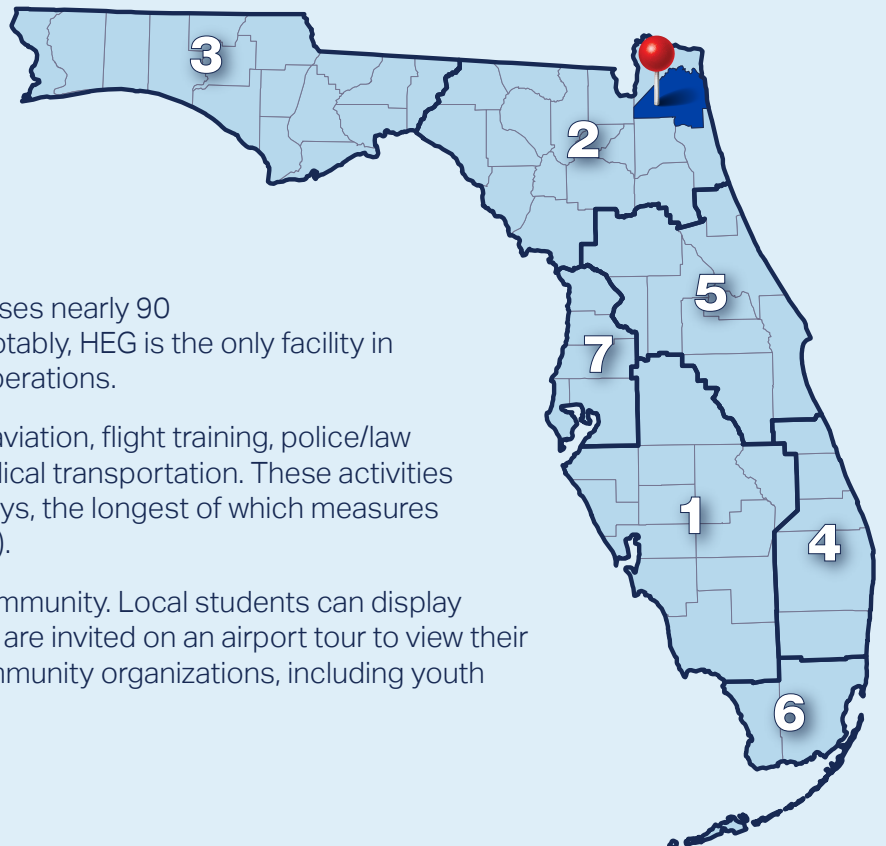 3
2
5
7
1
4
6
ses nearly 90
otably, HEG is the only facility in
perations.
aviation, flight training, police/law
dical transportation. These activities
ys, the longest of which measures
).
mmunity. Local students can display
are invited on an airport tour to view their
mmunity organizations, including youth